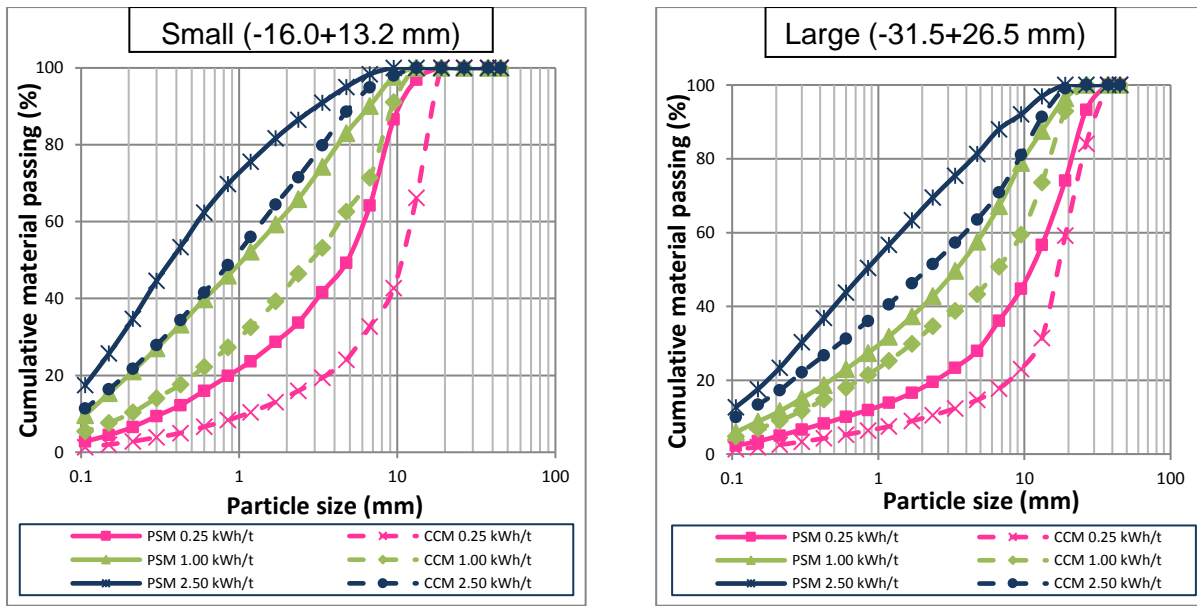 Small (-16.0+13.2 mm)
Cumulative material passing (%)
100
80
60
40
20
0
0.1
1
10
100
Particle size (mm)
PSM 0.25 kWh/t
CCM 0.25 kWh/t
PSM 1.00 kWh/t
CCM 1.00 kWh/t
PSM 2.50 kWh/t
CCM 2.50 kWh/t
Large (-31.5+26.5 mm)
Cumulative material passing (%)
100
80
60
40
20
0
0.1
1
10
100
Particle size (mm)
PSM 0.25 kWh/t
CCM 0.25 kWh/t
PSM 1.00 kWh/t
CCM 1.00 kWh/t
PSM 2.50 kWh/t
CCM 2.50 kWh/t